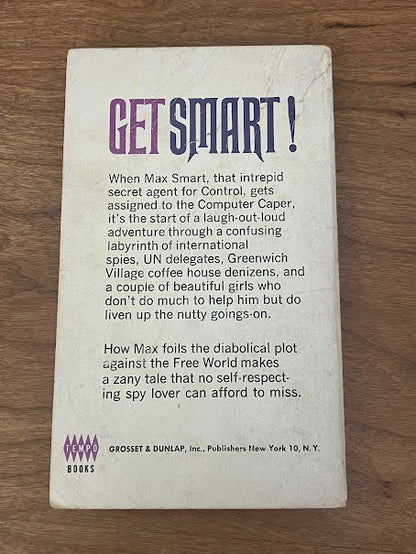 GET SMART!
When Max Smart, that intrepid
secret agent for Control, gets
assigned to the Computer Caper,
it's the start of a laugh-out-loud
adventure through a confusing
labyrinth of international
spies, UN delegates, Greenwich
Village coffee house denizens, and
a couple of beautiful girls who
don't do much to help him but do
liven up the nutty goings-on.
How Max foils the diabolical plot
against the Free World makes
a zany tale that no self-respect-
ing spy lover can afford to miss.
TEMPO
BOOKS
GROSSET & DUNLAP, Inc., Publishers New York 10, N.Y.